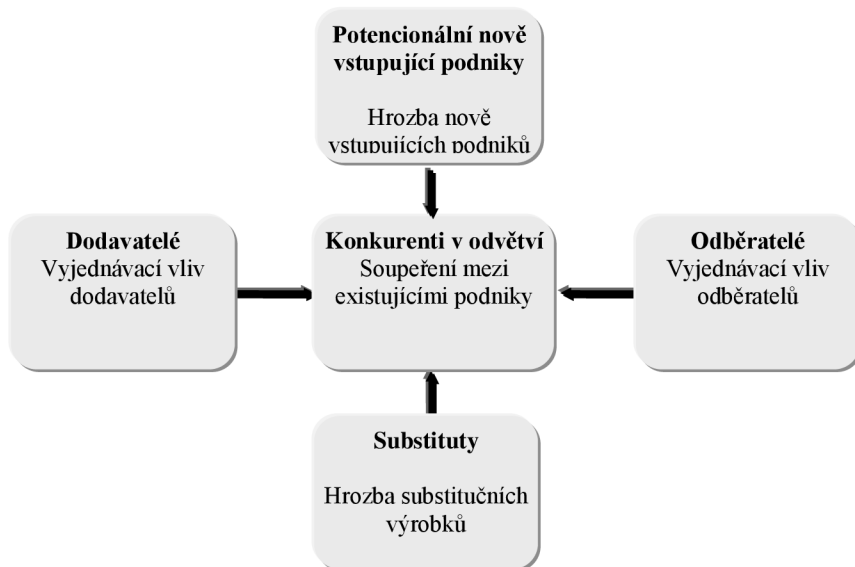 Potencionální nově
vstupující podniky
Hrozba nově
vstupujících podniků
Dodavatelé
Vyjednávací vliv
dodavatelů
Konkurenti v odvětví
Soupeření mezi
existujícími podniky
Odběratelé
Vyjednávací vliv
odběratelů
Substituty
Hrozba substitučních
výrobků